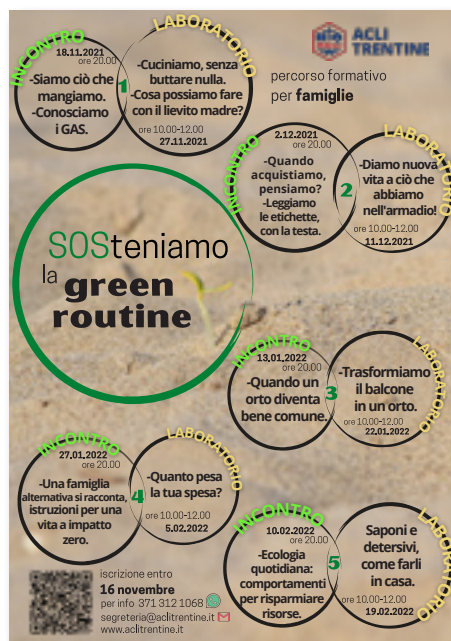 ACLI
TRENTINE
percorso formativo
per famiglie
INCONTRO
18.11.2021
ore 20.00
-Siamo ciò che
mangiamo.
-Conosciamo
i GAS.
1
LABORATORIO
-Cuciniamo, senza
buttare nulla.
-Cosa possiamo fare
con il lievito madre?
ore 10.00-12.00
27.11.2021
INCONTRO
2.12.2021
ore 20.00
-Quando
acquistiamo,
pensiamo?
-Leggiamo
le etichette,
con la testa.
2
LABORATORIO
-Diamo nuova
vita a ciò che
abbiamo
nell'armadio!
ore 10.00-12.00
11.12.2021
SOSteniamo
la green
routine
INCONTRO
13.01.2022
ore 20.00
-Quando un
orto diventa
bene comune.
3
LABORATORIO
-Trasformiamo
il balcone
in un orto.
ore 10.00-12.00
22.01.2022
INCONTRO
27.01.2022
ore 20.00
-Una famiglia
alternativa si racconta,
istruzioni per una
vita a impatto
zero.
4
LABORATORIO
-Quanto pesa
la tua spesa?
ore 10.00-12.00
5.02.2022
INCONTRO
10.02.2022
ore 20.00
-Ecologia
quotidiana:
comportamenti
per risparmiare
risorse.
5
LABORATORIO
Saponi e
detersivi,
come farli
in casa.
ore 10.00-12.00
19.02.2022
iscrizione entro
16 novembre
per info 371 312 1068
segreteria@aclitrentine.it
www.aclitrentine.it